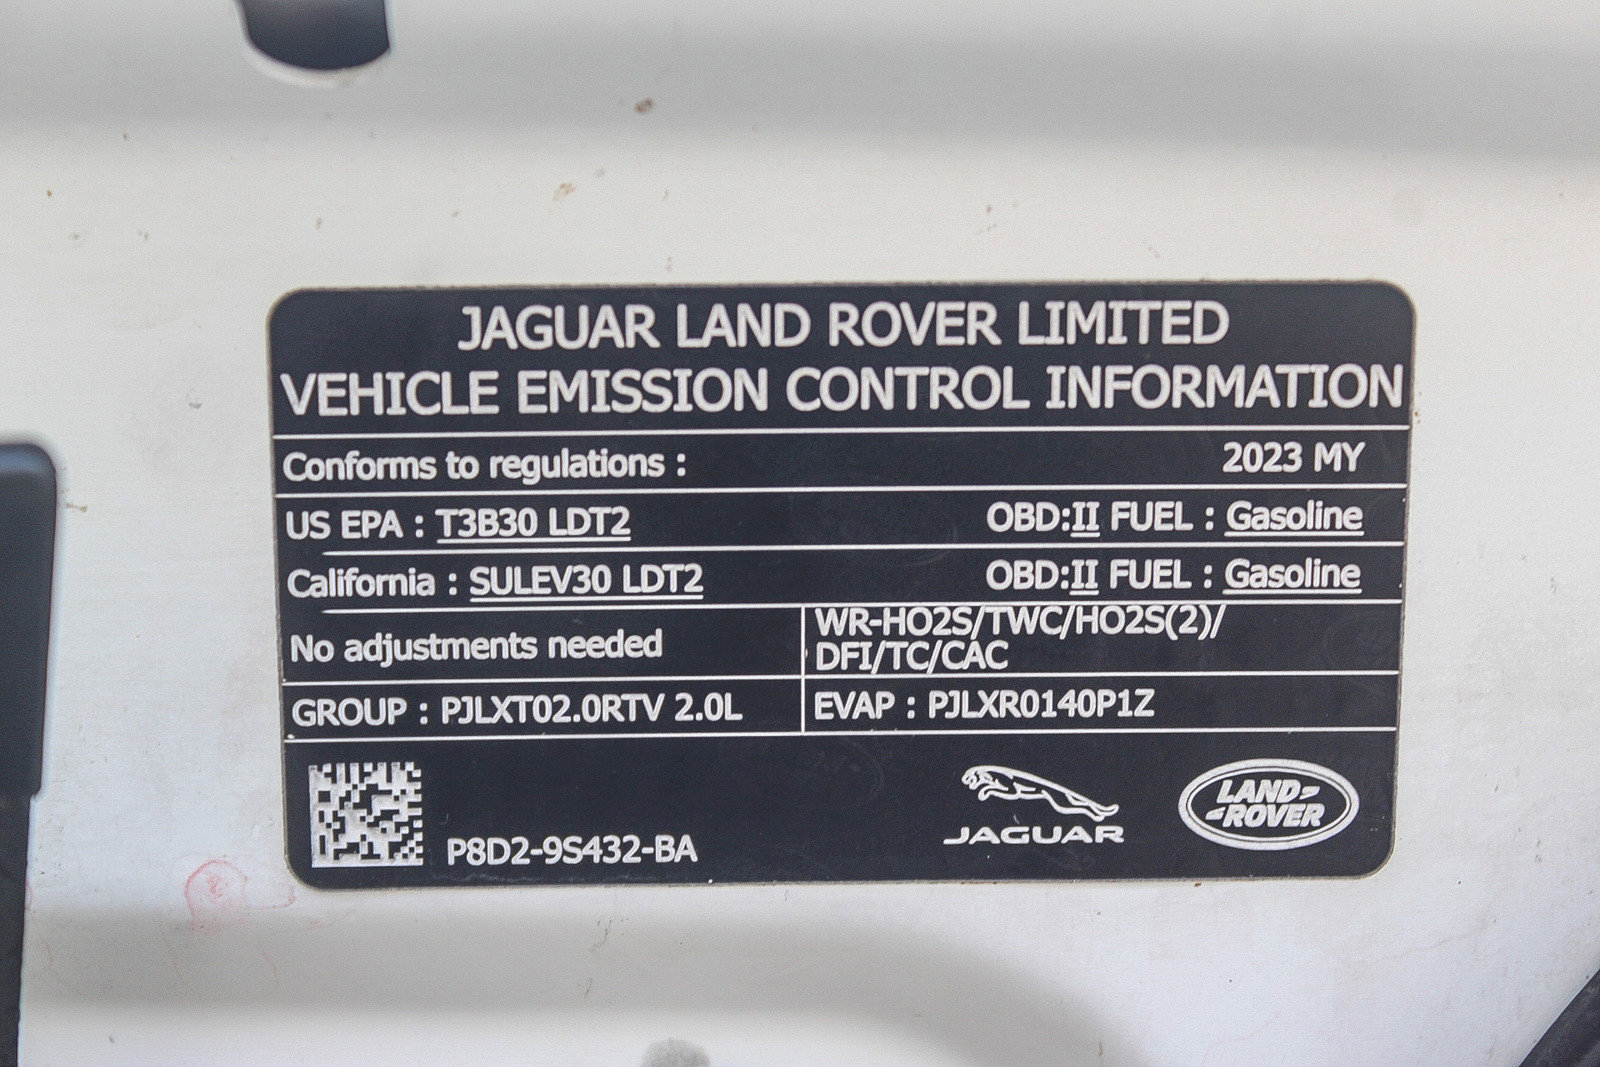 JAGUAR LAND ROVER LIMITED
VEHICLE EMISSION CONTROL INFORMATION
Conforms to regulations : 2023 MY
US EPA : T3B30 LDT2 OBD:II FUEL : Gasoline
California : SULEV30 LDT2 OBD:II FUEL : Gasoline
No adjustments needed
WR-HO2S/TWC/HO2S(2)/
DFI/TC/CAC
GROUP : PJLXT02.0RTV 2.0L
EVAP : PJLXR0140P1Z
P8D2-9S432-BA
JAGUAR
LAND-
-ROVER